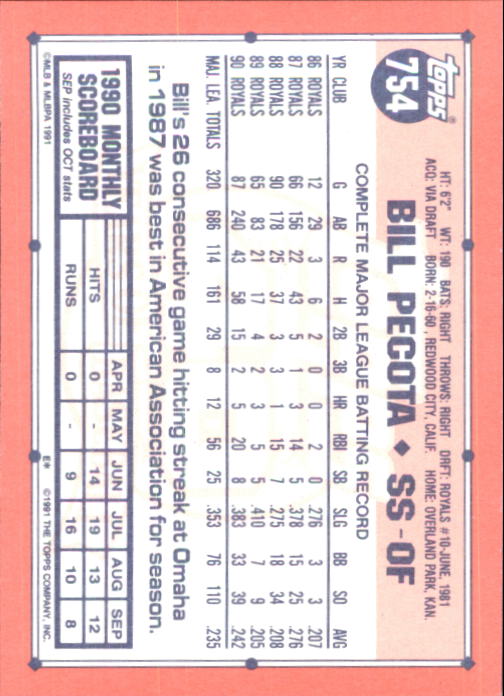 topps®
754
HT: 6'2" WT: 190 BATS: RIGHT THROWS: RIGHT DRFT: ROYALS #10-JUNE, 1981
ACQ: VIA DRAFT BORN: 2-16-60, REDWOOD CITY, CALIF. HOME: OVERLAND PARK, KAN.
BILL PECOTA ♦ SS-OF
COMPLETE MAJOR LEAGUE BATTING RECORD
YR CLUB G AB R H 2B 3B HR RBI SB SLG BB SO AVG
86 ROYALS 12 29 3 6 2 0 0 2 0 .276 3 3 .207
87 ROYALS 66 156 22 43 5 1 3 14 5 .378 15 25 .276
88 ROYALS 90 178 25 37 3 3 1 15 7 .275 18 34 .208
89 ROYALS 65 83 21 17 4 2 3 5 5 .410 7 9 .205
90 ROYALS 87 240 43 58 15 2 5 20 8 .383 33 39 .242
MAJ. LEA. TOTALS 320 686 114 161 29 8 12 56 25 .353 76 110 .235
Bill's 26 consecutive game hitting streak at Omaha
in 1987 was best in American Association for season.
1990 MONTHLY
SCOREBOARD
SEP includes OCT stats
APR MAY JUN JUL AUG SEP
HITS 0 - 14 19 13 12
RUNS 0 - 9 16 10 8
©MLB & MLBPA 1991
E* ©1991 THE TOPPS COMPANY, INC.